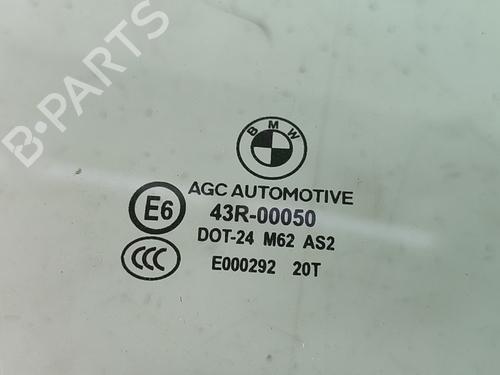 B-PARTS
BMW
AGC AUTOMOTIVE
E6
43R-00050
DOT-24 M62 AS2
CCC
E000292 20T